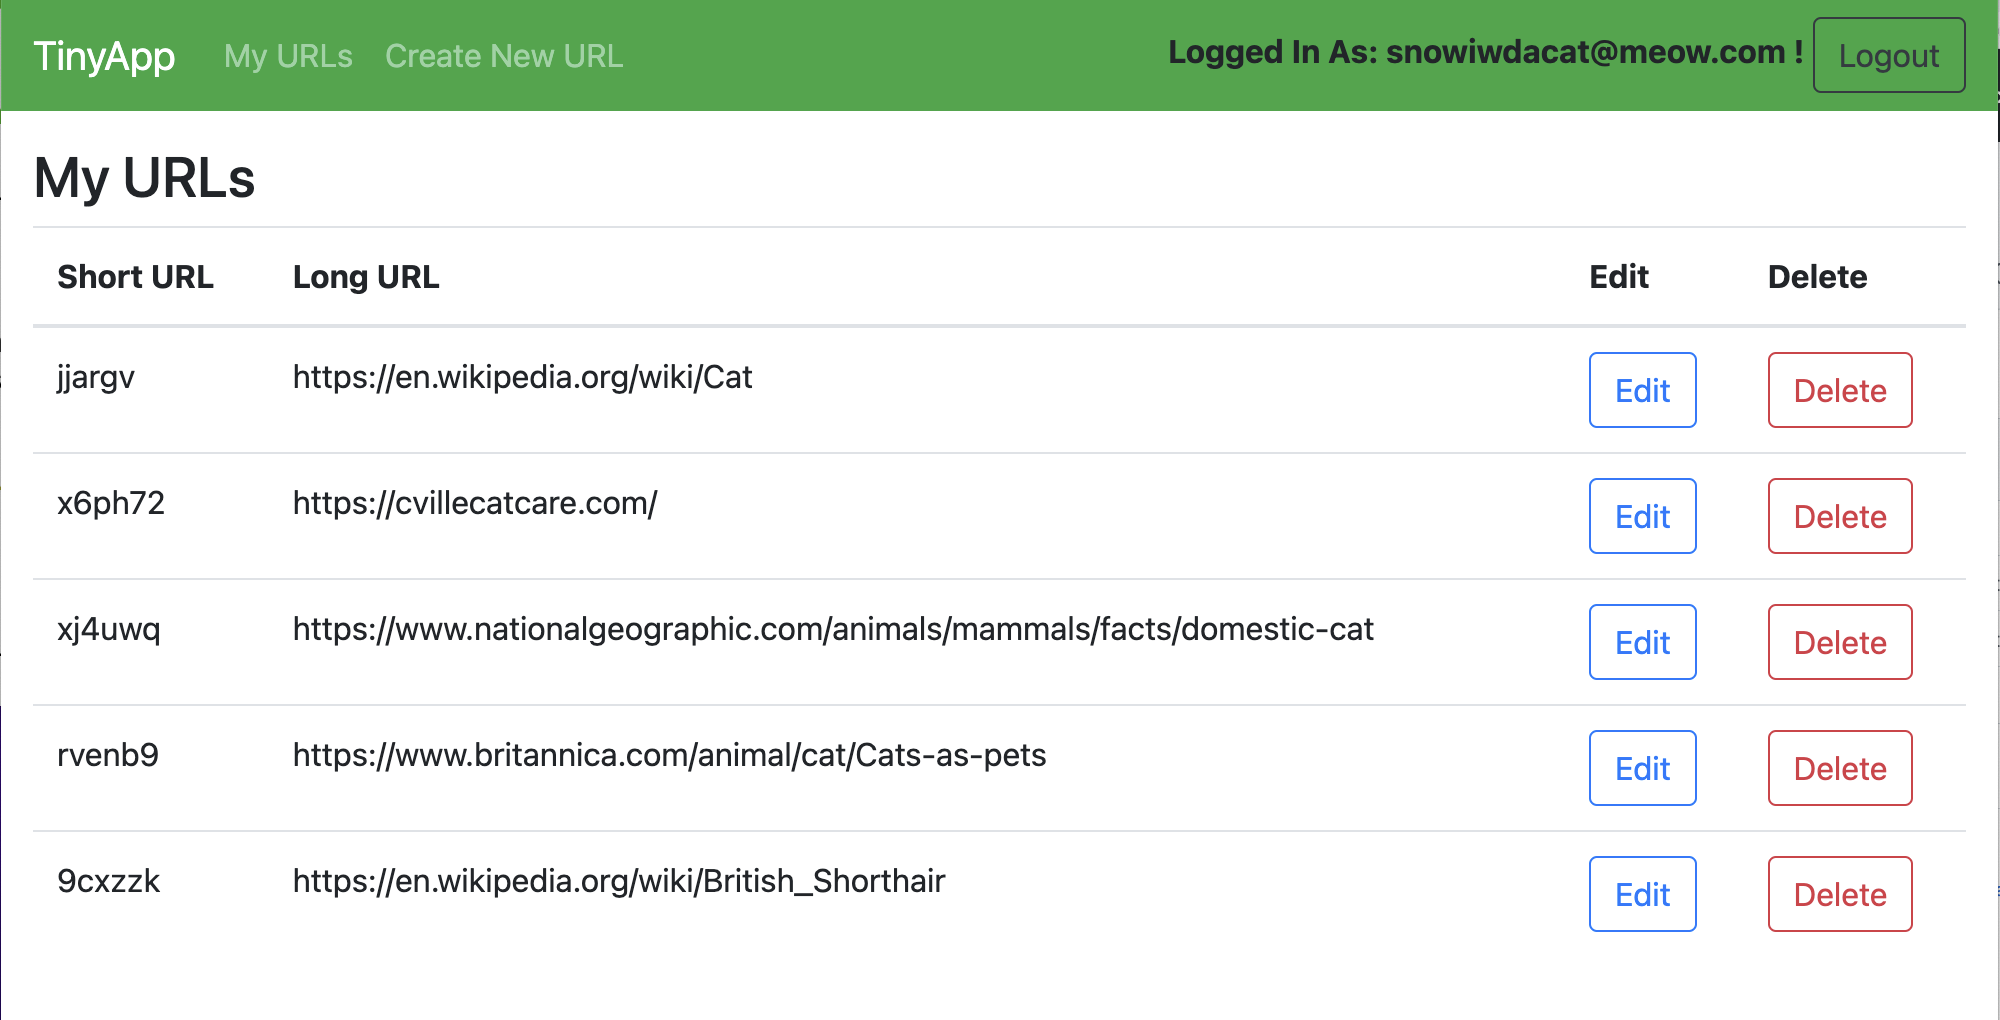 TinyApp My URLs Create New URL Logged In As: snowiwdacat@meow.com ! Logout
My URLs
Short URL Long URL Edit Delete
jjargv https://en.wikipedia.org/wiki/Cat Edit Delete
x6ph72 https://cvillecatcare.com/ Edit Delete
xj4uwq https://www.nationalgeographic.com/animals/mammals/facts/domestic-cat Edit Delete
rvenb9 https://www.britannica.com/animal/cat/Cats-as-pets Edit Delete
9cxzzk https://en.wikipedia.org/wiki/British_Shorthair Edit Delete